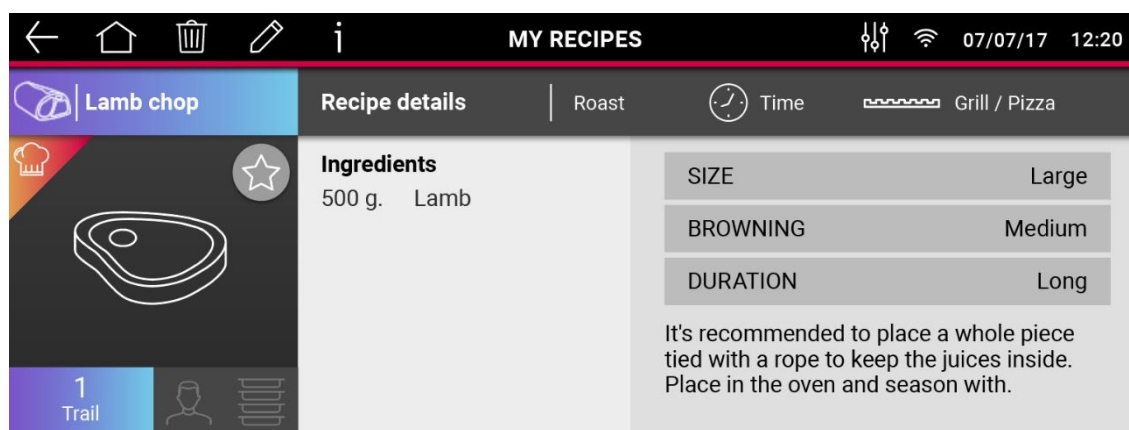 MY RECIPES
07/07/17 12:20
Lamb chop
Recipe details
Roast
Time
Grill / Pizza
Ingredients
500 g. Lamb
SIZE Large
BROWNING Medium
DURATION Long
It's recommended to place a whole piece
tied with a rope to keep the juices inside.
Place in the oven and season with.
1
Trail